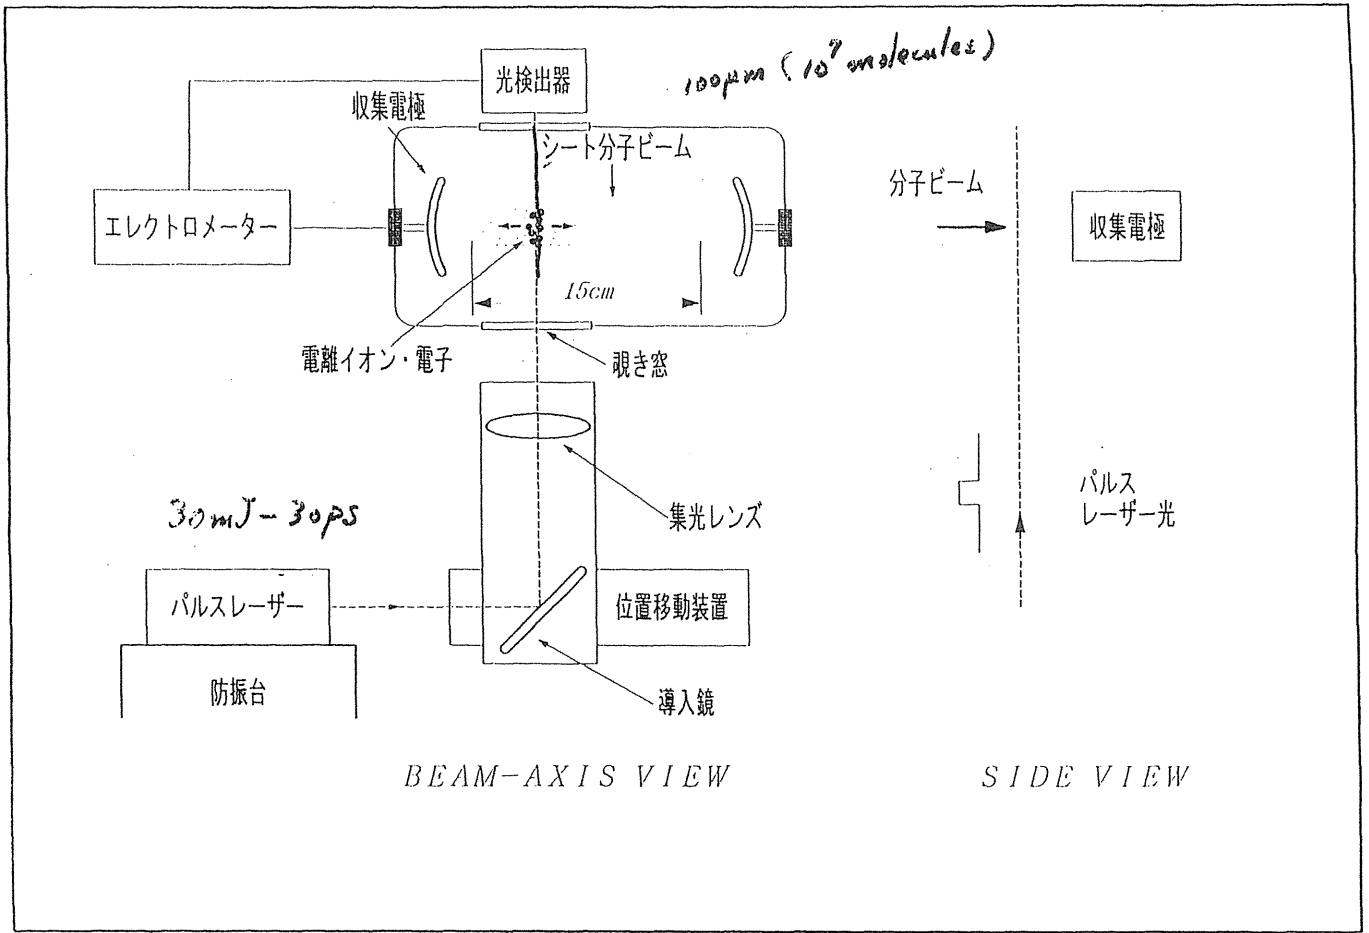 光検出器
100μm (10⁷ molecules)
収集電極
シート分子ビーム
分子ビーム
エレクトロメーター
収集電極
15cm
電離イオン・電子
覗き窓
パルス
レーザー光
集光レンズ
30mJ-30ps
パルスレーザー
位置移動装置
防振台
導入鏡
BEAM-AXIS VIEW
SIDE VIEW